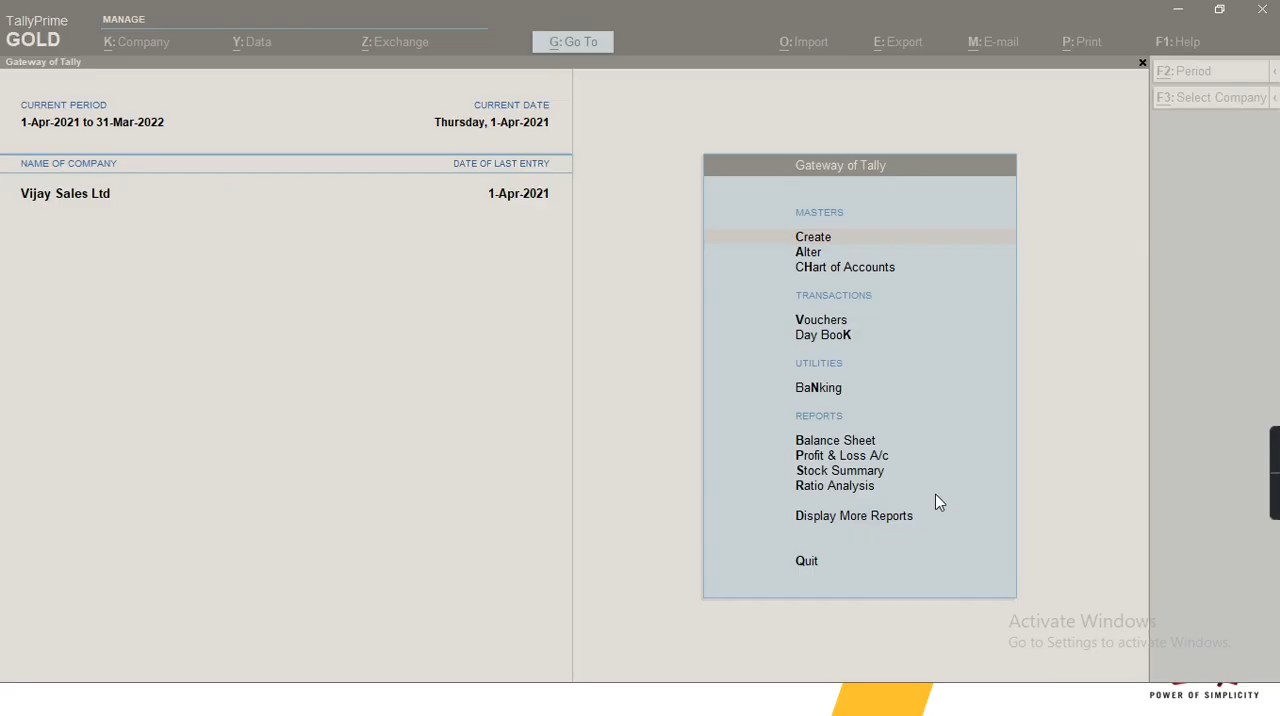 TallyPrime
GOLD
MANAGE
K: Company
Y: Data
Z: Exchange
G: Go To
O: Import
E: Export
M: E-mail
P: Print
F1: Help
Gateway of Tally
F2: Period
F3: Select Company
CURRENT PERIOD
CURRENT DATE
1-Apr-2021 to 31-Mar-2022
Thursday, 1-Apr-2021
NAME OF COMPANY
DATE OF LAST ENTRY
Vijay Sales Ltd
1-Apr-2021
Gateway of Tally
MASTERS
Create
Alter
CHart of Accounts
TRANSACTIONS
Vouchers
Day BooK
UTILITIES
BaNking
REPORTS
Balance Sheet
Profit & Loss A/c
Stock Summary
Ratio Analysis
Display More Reports
Quit
Activate Windows
Go to Settings to activate Windows.
POWER OF SIMPLICITY